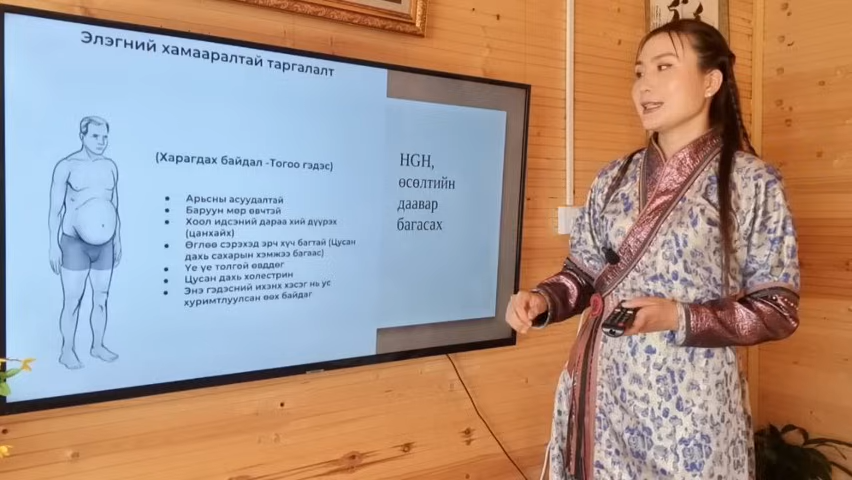 Элэгний хамааралтай таргалалт
(Харагдах байдал -Тогоо гэдэс)
Арьсны асуудалтай
Баруун мөр өвчтэй
Хоол идсэний дараа хий дүүрэх
(цанхайх)
Өглөө сэрэхэд эрч хүч багтай (Цусан
дахь сахарын хэмжээ багаас)
Үе үе толгой өвддөг
Цусан дахь холестрин
Энэ гэдэсний ихэнх хэсэг нь ус
хуримтлуулсан өөх байдаг
HGH,
өсөлтийн
даавар
багасах